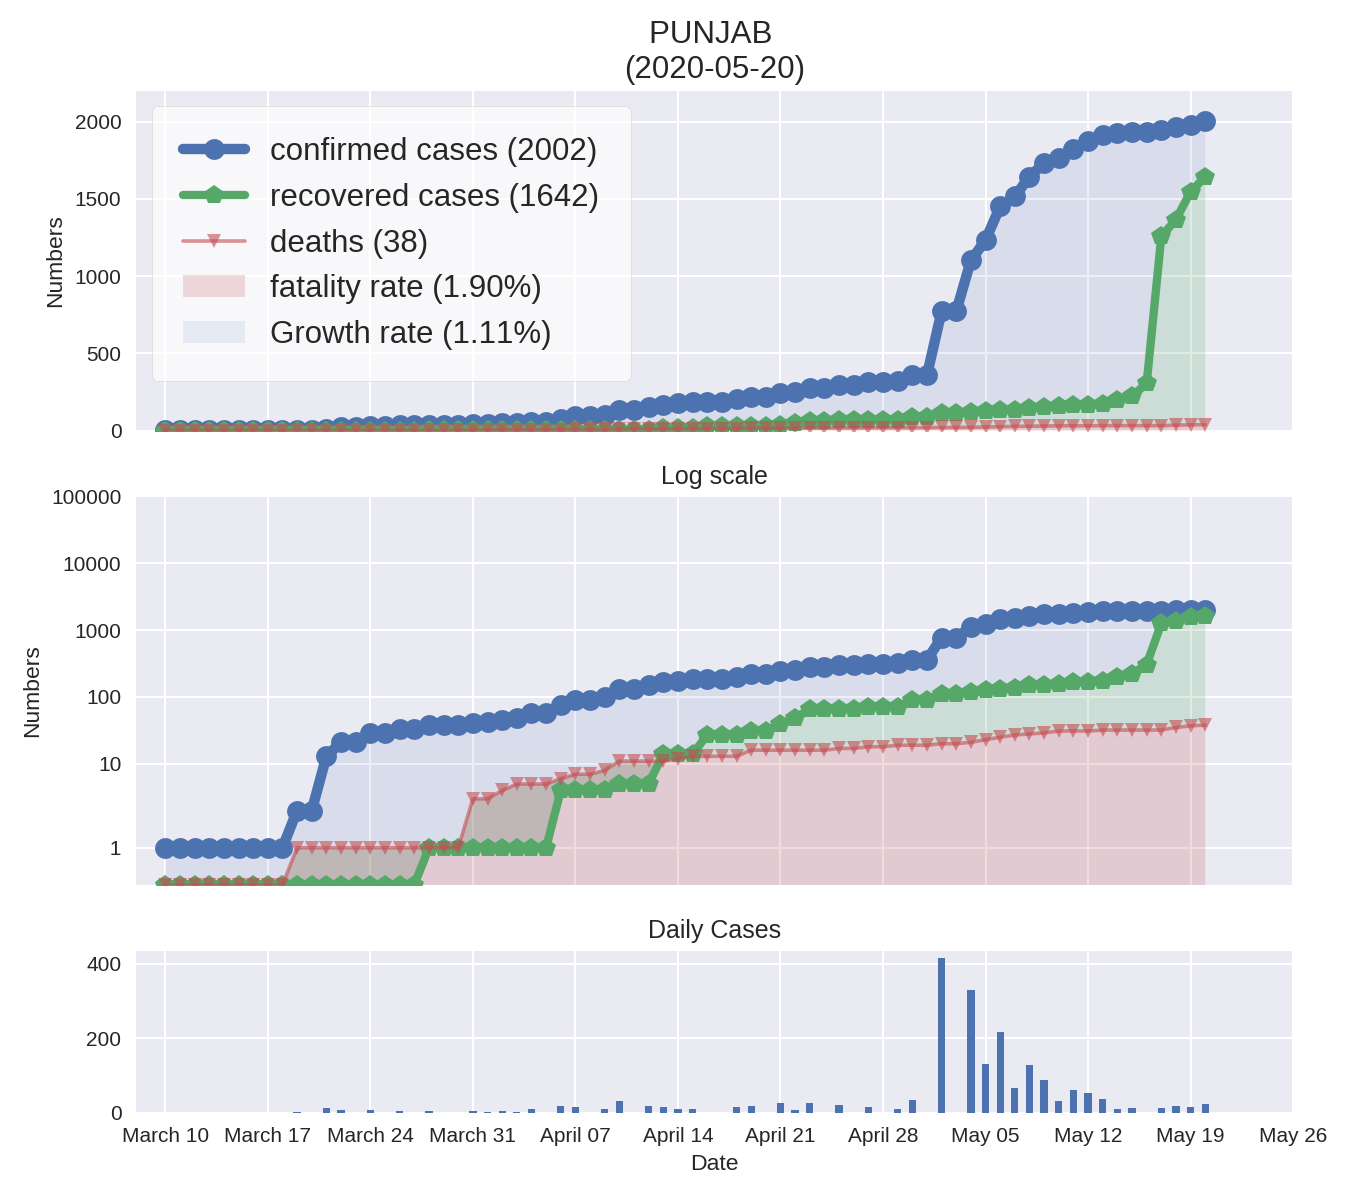 PUNJAB
(2020-05-20)
2000
1500
1000
500
0
Numbers
confirmed cases (2002)
recovered cases (1642)
deaths (38)
fatality rate (1.90%)
Growth rate (1.11%)
Log scale
100000
10000
1000
100
10
1
Numbers
Daily Cases
400
200
0
March 10 March 17 March 24 March 31 April 07 April 14 April 21 April 28 May 05 May 12 May 19 May 26
Date